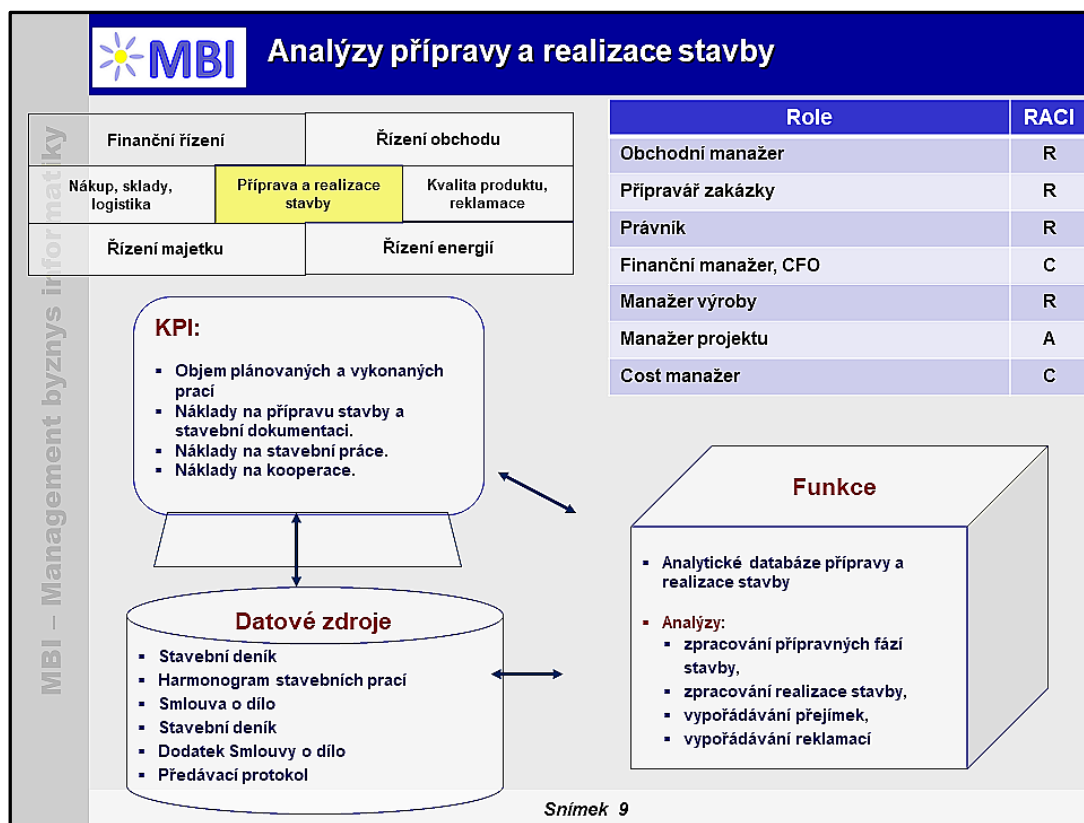 MBI
Analýzy přípravy a realizace stavby
MBI – Management byznys informatiky
Finanční řízení
Řízení obchodu
Nákup, sklady,
logistika
Příprava a realizace
stavby
Kvalita produktu,
reklamace
Řízení majetku
Řízení energií
Role RACI
Obchodní manažer R
Přípravář zakázky R
Právník R
Finanční manažer, CFO C
Manažer výroby R
Manažer projektu A
Cost manažer C
KPI:
▪ Objem plánovaných a vykonaných
prací
▪ Náklady na přípravu stavby a
stavební dokumentaci.
▪ Náklady na stavební práce.
▪ Náklady na kooperace.
Datové zdroje
▪ Stavební deník
▪ Harmonogram stavebních prací
▪ Smlouva o dílo
▪ Stavební deník
▪ Dodatek Smlouvy o dílo
▪ Předávací protokol
Funkce
▪ Analytické databáze přípravy a
realizace stavby
▪ Analýzy:
▪ zpracování přípravných fází
stavby,
▪ zpracování realizace stavby,
▪ vypořádávání přejímek,
▪ vypořádávání reklamací
Snímek 9